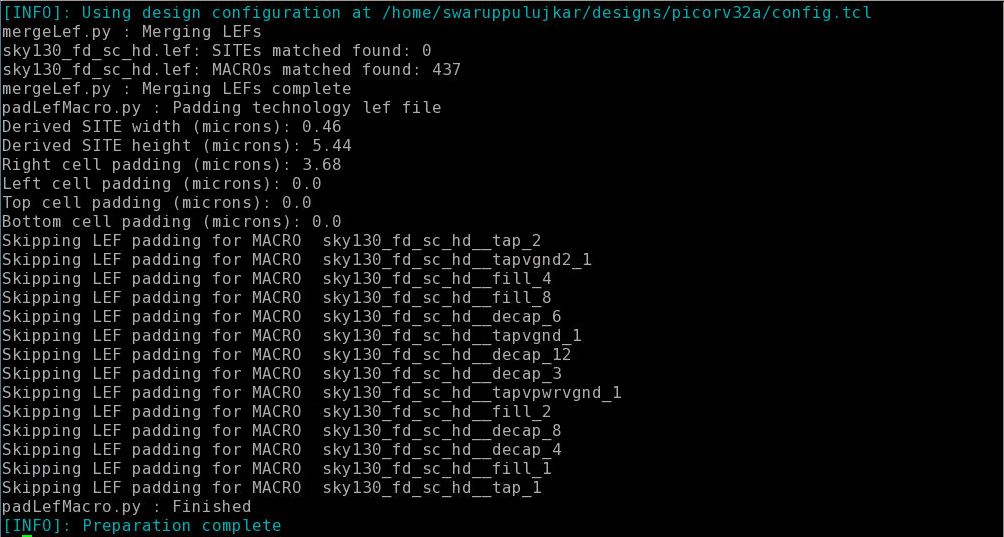 [INFO]: Using design configuration at /home/swaruppulujkar/designs/picorv32a/config.tcl
mergeLef.py : Merging LEFs
sky130_fd_sc_hd.lef: SITEs matched found: 0
sky130_fd_sc_hd.lef: MACROs matched found: 437
mergeLef.py : Merging LEFs complete
padLefMacro.py : Padding technology lef file
Derived SITE width (microns): 0.46
Derived SITE height (microns): 5.44
Right cell padding (microns): 3.68
Left cell padding (microns): 0.0
Top cell padding (microns): 0.0
Bottom cell padding (microns): 0.0
Skipping LEF padding for MACRO  sky130_fd_sc_hd__tap_2
Skipping LEF padding for MACRO  sky130_fd_sc_hd__tapvgnd2_1
Skipping LEF padding for MACRO  sky130_fd_sc_hd__fill_4
Skipping LEF padding for MACRO  sky130_fd_sc_hd__fill_8
Skipping LEF padding for MACRO  sky130_fd_sc_hd__decap_6
Skipping LEF padding for MACRO  sky130_fd_sc_hd__tapvgnd_1
Skipping LEF padding for MACRO  sky130_fd_sc_hd__decap_12
Skipping LEF padding for MACRO  sky130_fd_sc_hd__decap_3
Skipping LEF padding for MACRO  sky130_fd_sc_hd__tapvpwrvgnd_1
Skipping LEF padding for MACRO  sky130_fd_sc_hd__fill_2
Skipping LEF padding for MACRO  sky130_fd_sc_hd__decap_8
Skipping LEF padding for MACRO  sky130_fd_sc_hd__decap_4
Skipping LEF padding for MACRO  sky130_fd_sc_hd__fill_1
Skipping LEF padding for MACRO  sky130_fd_sc_hd__tap_1
padLefMacro.py : Finished
[INFO]: Preparation complete